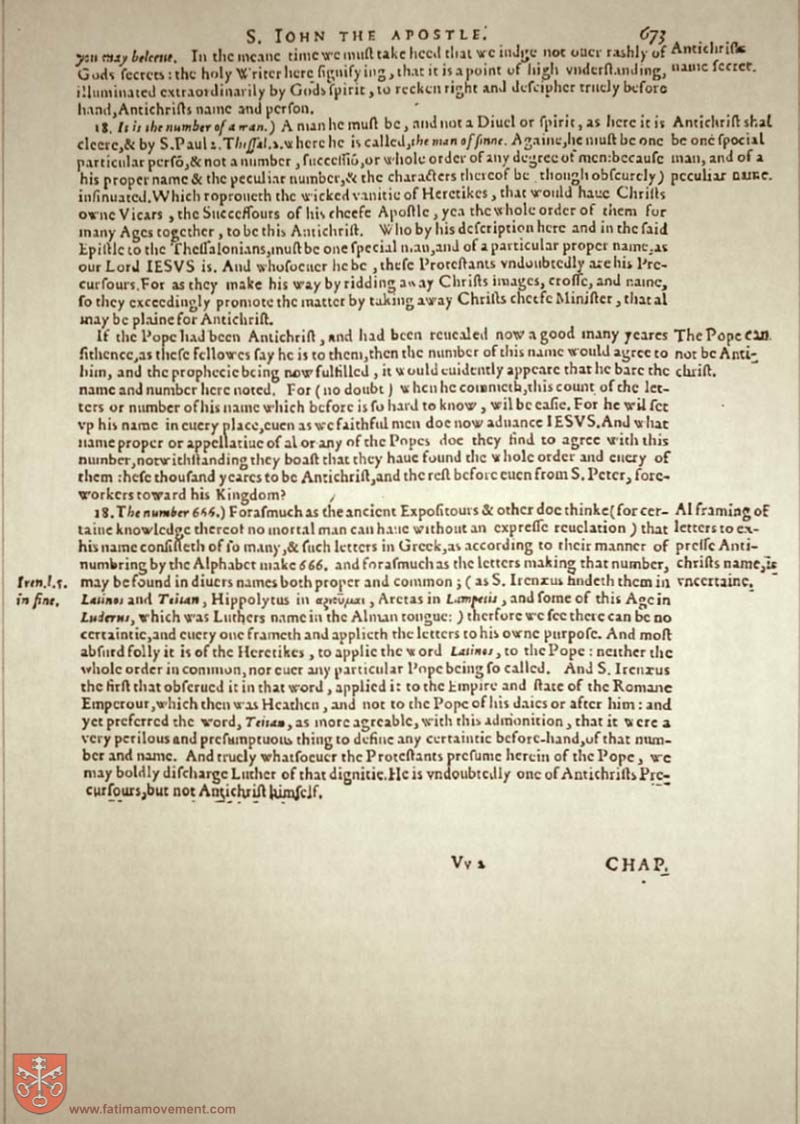 S. IOHN THE APOSTLE. 673
you may beleeue. In the meane time we must take heed that we iudge not ouer rashly of
Gods secrets: the holy Writer here signifying, that it is a point of high vnderstanding,
illuminated extraordinarily by Gods spirit, to recken right and descipher truely before
hand, Antichrists name and person.
Antichrists
name secret.
18. It is the number of a man.) A man he must be, and not a Diuel or spirit, as here it is
cleere, & by S. Paul 2. Thessal. 2. where he is called, the man of sinne. Againe, he must be one
particular persõ, & not a number, successiõ, or whole order of any degree of men: because
his proper name & the peculiar number, & the characters thereof be though obscurely)
insinuated. Which reproueth the wicked vanitie of Heretikes, that would haue Christs
owne Vicars, the Successours of his cheefe Apostle, yea the whole order of them for
many Ages together, to be this Antichrist. Who by his description here and in the said
Epistle to the Thessalonians, must be one special man, and of a particular proper name, as
our Lord IESVS is. And whosoeuer he be, these Protestants vndoubtedly are his Pre-
cursours. For as they make his way by ridding away Christs images, crosse, and name,
so they exceedingly promote the matter by taking away Christs cheefe Minister, that al
may be plaine for Antichrist.
Antichrist shal
be one special
man, and of a
peculiar name.
If the Pope had been Antichrist, and had been reuealed now a good many yeares
sithence, as these fellowes say he is to them, then the number of this name would agree to
him, and the prophecie being now fulfilled, it would euidently appeare that he bare the
name and number here noted. For (no doubt) when he commeth, this count of the let-
ters or number of his name which before is so hard to know, wil be easie. For he wil set
vp his name in euery place, euen as we faithful men doe now aduance IESVS. And what
name proper or appellatiue of al or any of the Popes doe they find to agree with this
number, notwithstanding they boast that they haue found the whole order and euery of
them these thousand yeares to be Antichrist, and the rest before euen from S. Peter, fore-
workers toward his Kingdom?
The Pope can
not be Anti-
christ.
18. The number 666.) Forasmuch as the ancient Expositours & other doe thinke (for cer-
taine knowledge thereof no mortal man can haue without an expresse reuelation) that
his name consisteth of so many, & such letters in Greek, as according to their manner of
numbring by the Alphabet make 666. and forasmuch as the letters making that number,
may be found in diuers names both proper and common; (as S. Irenæus findeth them in
Latinos and Teitan, Hippolytus in ἀρνοῦμαι, Aretas in Lampetis, and some of this Age in
Luderus, which was Luthers name in the Alman tongue:) therfore we see there can be no
certaintie, and euery one frameth and applieth the letters to his owne purpose. And most
absurd folly it is of the Heretikes, to applie the word Latinos, to the Pope: neither the
whole order in common, nor euer any particular Pope being so called. And S. Irenæus
the first that obserued it in that word, applied it to the Empire and state of the Romane
Emperour, which then was Heathen, and not to the Pope of his daies or after him: and
yet preferred the word, Teitan, as more agreable, with this admonition, that it were a
very perilous and presumptuous thing to define any certaintie before-hand, of that num-
ber and name. And truely whatsoeuer the Protestants presume herein of the Pope, we
may boldly discharge Luther of that dignitie. He is vndoubtedly one of Antichrists Pre-
cursours, but not Antichrist himself.
Al framing of
letters to ex-
presse Anti-
christs name, is
vncertaine.
Iren. l. 5.
in fine.
Vv 2 CHAP.
www.fatimamovement.com